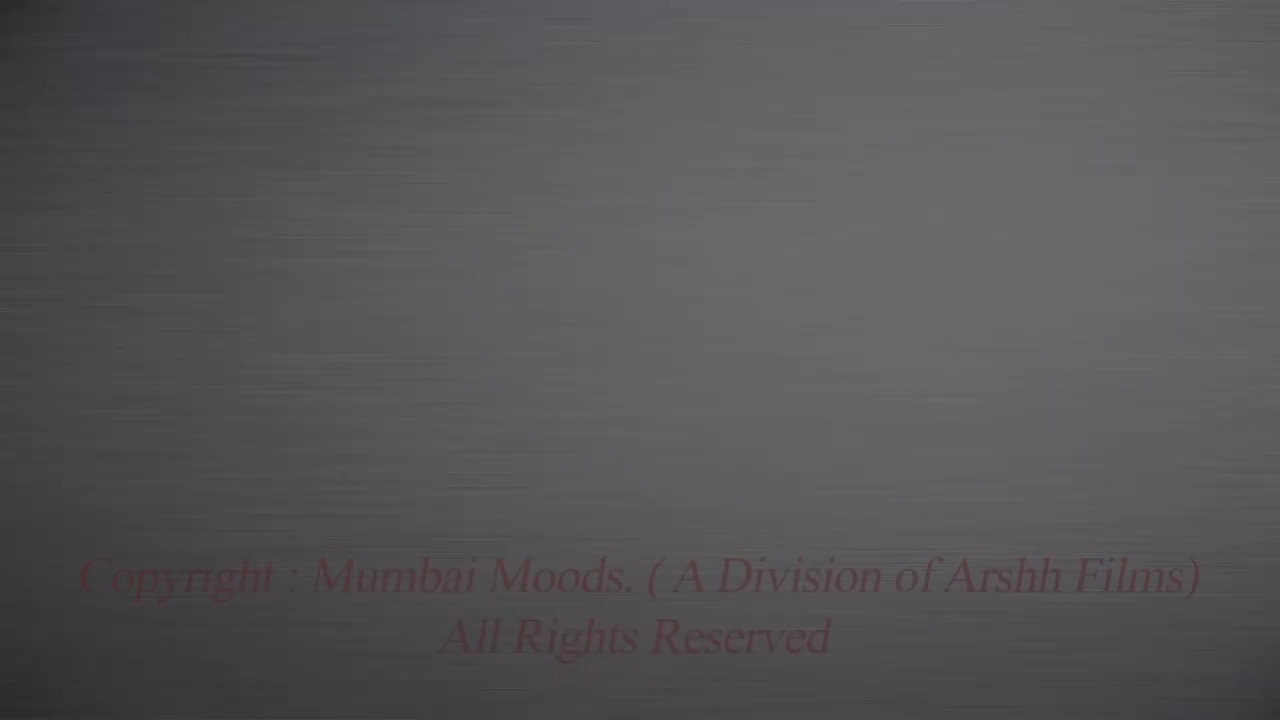 Copyright : Mumbai Moods. ( A Division of Arshh Films)
All Rights Reserved